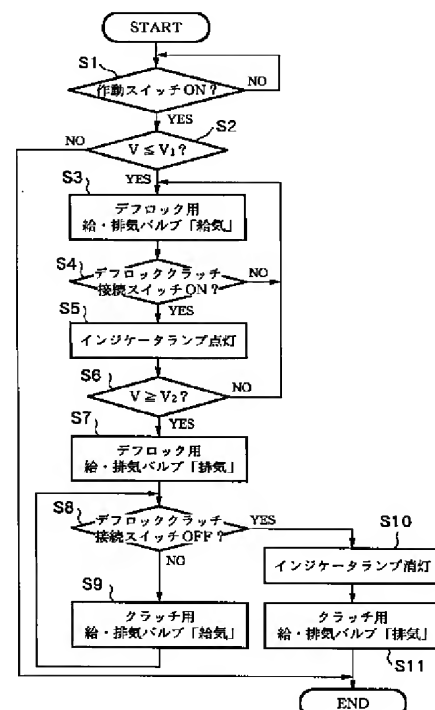 START
S1
作動スイッチON？
NO
YES
S2
NO
V≦V₁？
YES
S3
デフロック用
給・排気バルブ「給気」
S4
デフロッククラッチ
接続スイッチON？
NO
YES
S5
インジケータランプ点灯
S6
V≧V₂？
NO
YES
S7
デフロック用
給・排気バルブ「排気」
S8
デフロッククラッチ
接続スイッチOFF？
YES
NO
S10
インジケータランプ消灯
S9
クラッチ用
給・排気バルブ「給気」
クラッチ用
給・排気バルブ「排気」
S11
END